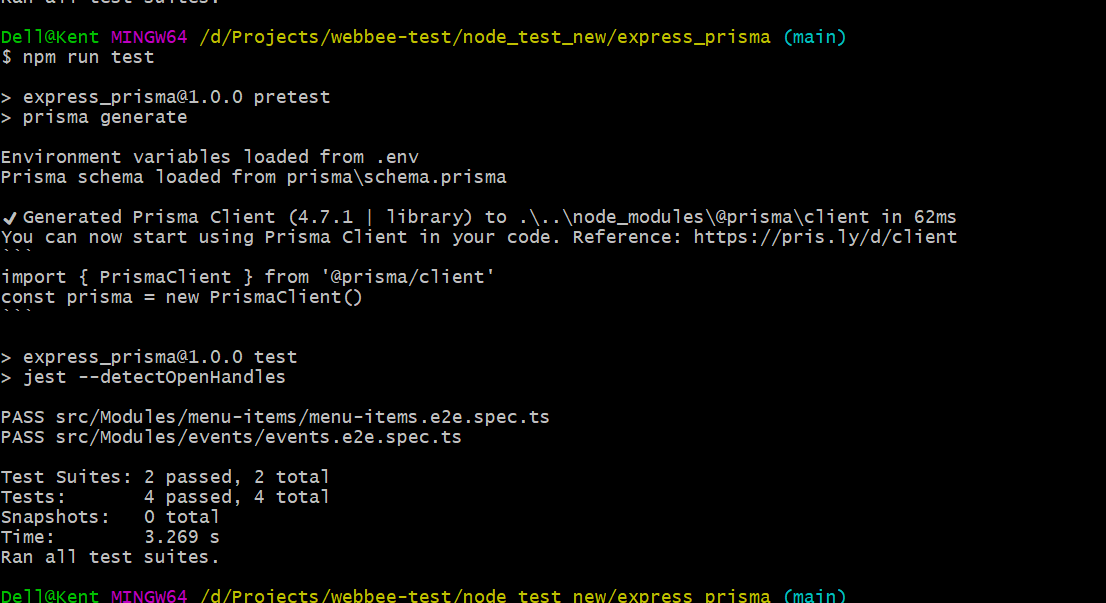 Ran all test suites.
Dell@Kent MINGW64 /d/Projects/webbee-test/node_test_new/express_prisma (main)
$ npm run test
> express_prisma@1.0.0 pretest
> prisma generate
Environment variables loaded from .env
Prisma schema loaded from prisma\schema.prisma
✔ Generated Prisma Client (4.7.1 | library) to .\..\node_modules\@prisma\client in 62ms
You can now start using Prisma Client in your code. Reference: https://pris.ly/d/client
```
import { PrismaClient } from '@prisma/client'
const prisma = new PrismaClient()
```
> express_prisma@1.0.0 test
> jest --detectOpenHandles
PASS src/Modules/menu-items/menu-items.e2e.spec.ts
PASS src/Modules/events/events.e2e.spec.ts
Test Suites: 2 passed, 2 total
Tests:       4 passed, 4 total
Snapshots:   0 total
Time:        3.269 s
Ran all test suites.
Dell@Kent MINGW64 /d/Projects/webbee-test/node_test_new/express_prisma (main)